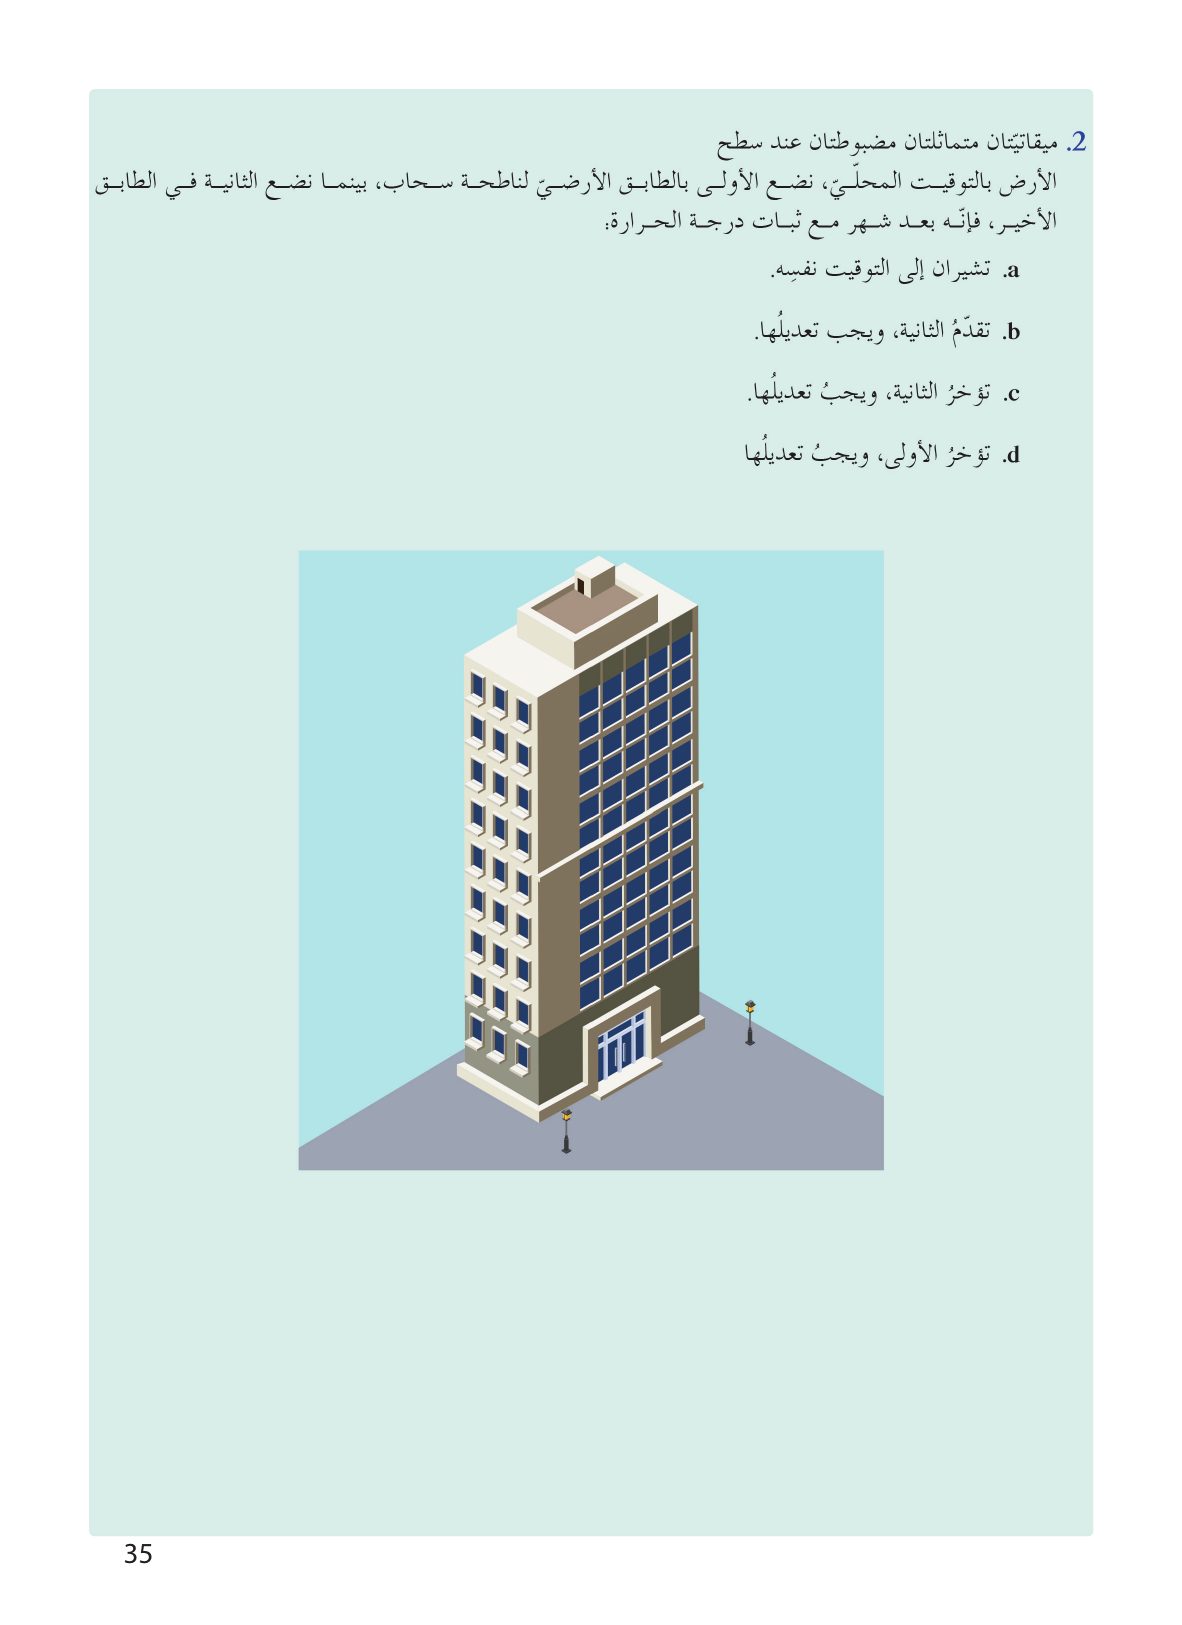 2. ميقاتيّتان متماثلتان مضبوطتان عند سطح
الأرض بالتوقيت المحلّيّ، نضع الأولى بالطابق الأرضيّ لناطحة سحاب، بينما نضع الثانية في الطابق
الأخير، فإنّه بعد شهر مع ثبات درجة الحرارة:
a. تشيران إلى التوقيت نفسِه.
b. تقدّمُ الثانية، ويجب تعديلُها.
c. تؤخرُ الثانية، ويجبُ تعديلُها.
d. تؤخرُ الأولى، ويجبُ تعديلُها
35